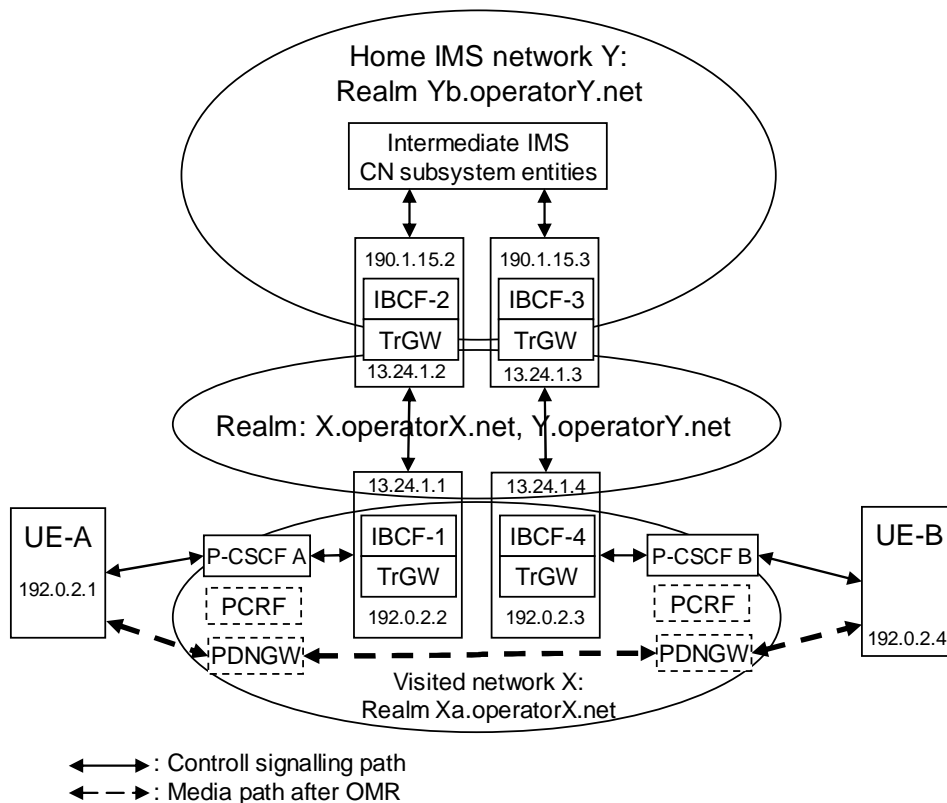 Home IMS network Y:
Realm Yb.operatorY.net
Intermediate IMS
CN subsystem entities
190.1.15.2
190.1.15.3
IBCF-2
IBCF-3
TrGW
TrGW
13.24.1.2
13.24.1.3
Realm: X.operatorX.net, Y.operatorY.net
13.24.1.1
13.24.1.4
UE-A
192.0.2.1
P-CSCF A
IBCF-1
IBCF-4
P-CSCF B
UE-B
192.0.2.4
TrGW
TrGW
PCRF
PCRF
192.0.2.2
192.0.2.3
PDNGW
PDNGW
Visited network X:
Realm Xa.operatorX.net
: Controll signalling path
: Media path after OMR